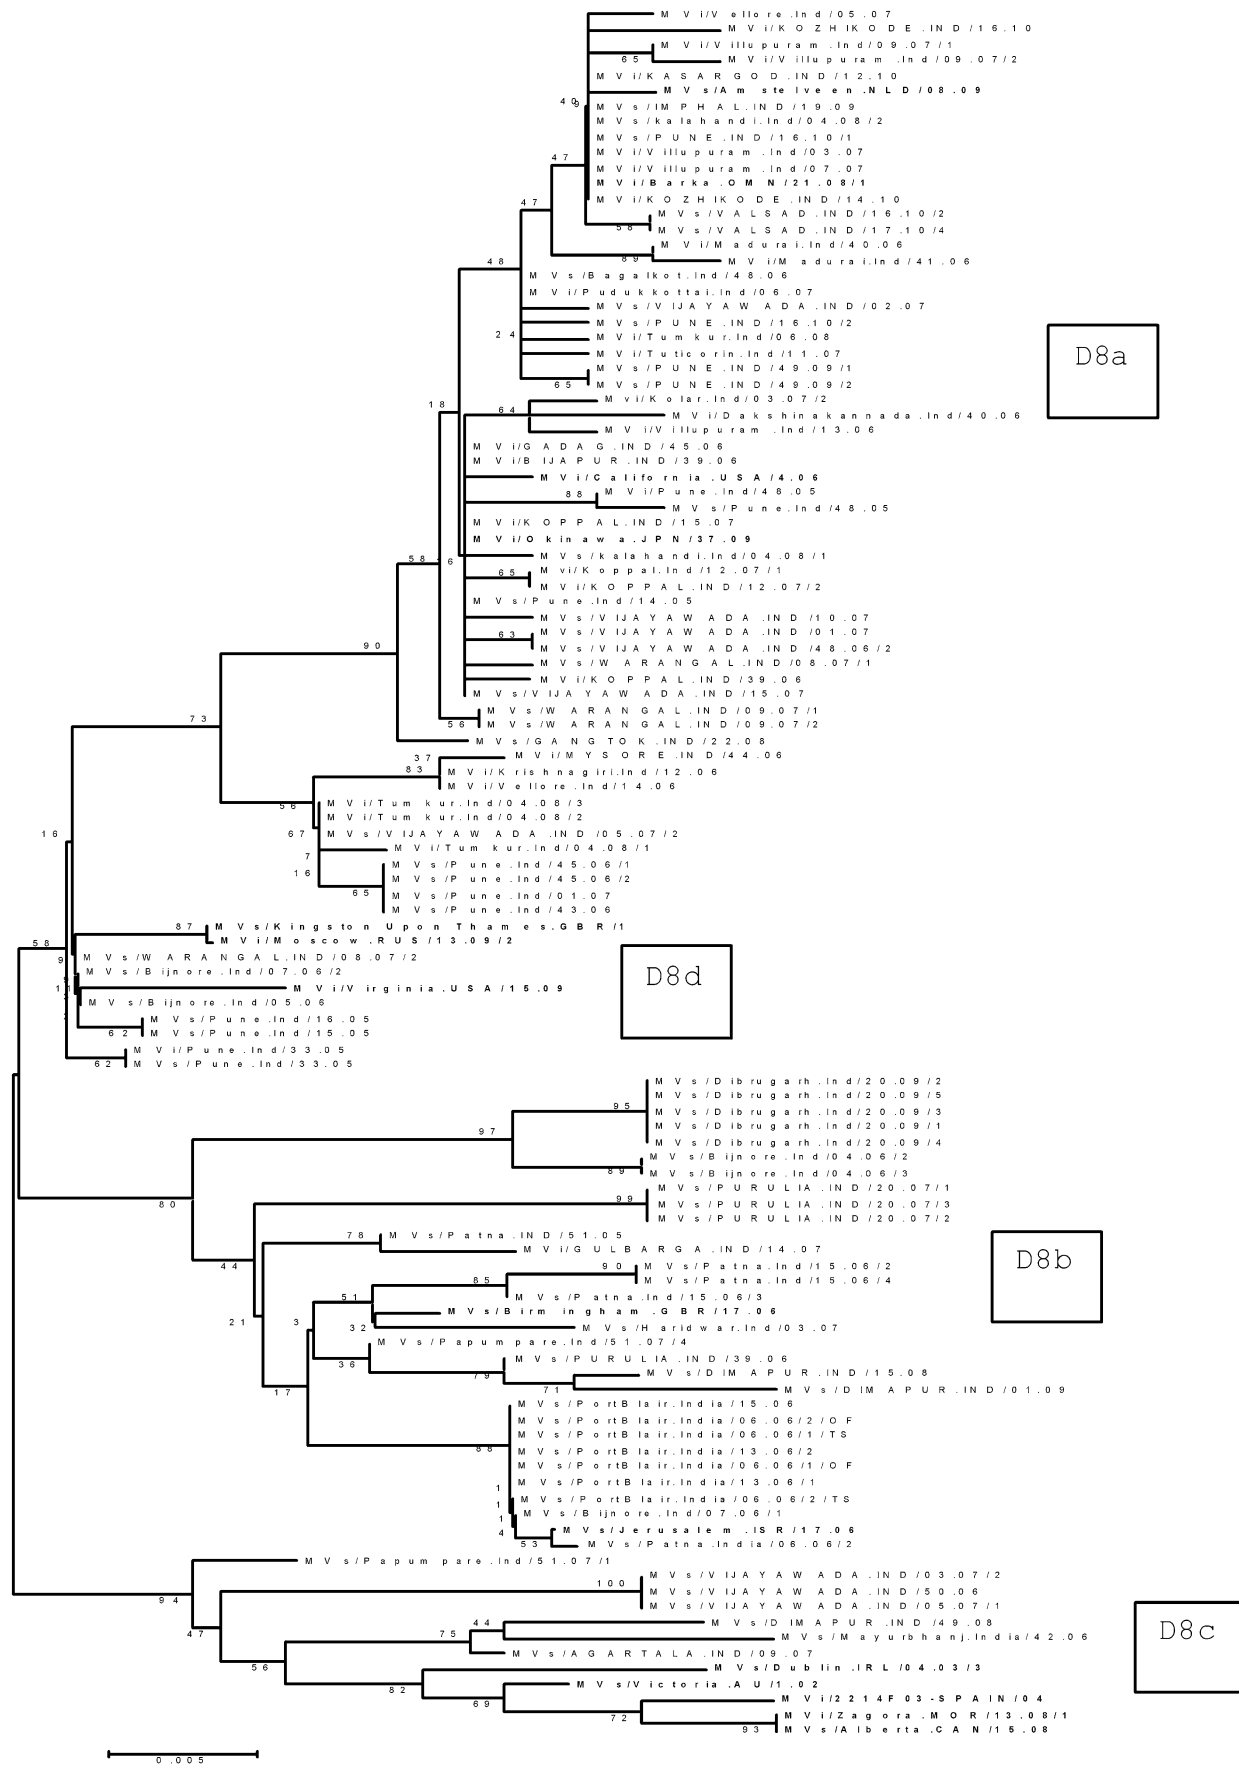 MVi/Vellore.Ind/05.07
MVi/KOZHIKODE.IND/16.10
MVi/Villupuram.Ind/09.07/1
65
MVi/Villupuram.Ind/09.07/2
MVi/KASARGOD.IND/12.10
MVs/Amstelveen.NLD/08.09
40
9
MVs/IMPHAL.IND/19.09
MVs/kalahandi.Ind/04.08/2
MVs/PUNE.IND/16.10/1
MVi/Villupuram.Ind/03.07
47
MVi/Villupuram.Ind/07.07
MVi/Barka.OMN/21.08/1
MVi/KOZHIKODE.IND/14.10
47
MVs/VALSAD.IND/16.10/2
58
MVs/VALSAD.IND/17.10/4
MVi/Madurai.Ind/40.06
89
MVi/Madurai.Ind/41.06
48
MVs/Bagalkot.Ind/48.06
MVi/Pudukkottai.Ind/06.07
MVs/VIJAYAWADA.IND/02.07
MVs/PUNE.IND/16.10/2
24
MVi/Tumkur.Ind/06.08
MVi/Tuticorin.Ind/11.07
D8a
MVs/PUNE.IND/49.09/1
65
MVs/PUNE.IND/49.09/2
Mvi/Kolar.Ind/03.07/2
18
64
MVi/Dakshinakannada.Ind/40.06
MVi/Villupuram.Ind/13.06
MVi/GADAG.IND/45.06
MVi/BIJAPUR.IND/39.06
MVi/California.USA/4.06
88
MVi/Pune.Ind/48.05
MVs/Pune.Ind/48.05
MVi/KOPPAL.IND/15.07
MVi/Okinawa.JPN/37.09
58
MVs/kalahandi.Ind/04.08/1
65
Mvi/Koppal.Ind/12.07/1
MVi/KOPPAL.IND/12.07/2
MVs/Pune.Ind/14.05
MVs/VIJAYAWADA.IND/10.07
63
MVs/VIJAYAWADA.IND/01.07
MVs/VIJAYAWADA.IND/48.06/2
90
MVs/WARANGAL.IND/08.07/1
MVi/KOPPAL.IND/39.06
MVs/VIJAYAWADA.IND/15.07
MVs/WARANGAL.IND/09.07/1
73
56
MVs/WARANGAL.IND/09.07/2
MVs/GANGTOK.IND/22.08
37
MVi/MYSORE.IND/44.06
83
MVi/Krishnagiri.Ind/12.06
MVi/Vellore.Ind/14.06
56
MVi/Tumkur.Ind/04.08/3
MVi/Tumkur.Ind/04.08/2
16
67
MVs/VIJAYAWADA.IND/05.07/2
MVi/Tumkur.Ind/04.08/1
7
MVs/Pune.Ind/45.06/1
16
MVs/Pune.Ind/45.06/2
65
MVs/Pune.Ind/01.07
MVs/Pune.Ind/43.06
87
MVs/Kingston Upon Thames.GBR/1
58
MVi/Moscow.RUS/13.09/2
9
MVs/WARANGAL.IND/08.07/2
MVs/Bijnore.Ind/07.06/2
D8d
MVi/Virginia.USA/15.09
MVs/Bijnore.Ind/05.06
MVs/Pune.Ind/16.05
62
MVs/Pune.Ind/15.05
MVi/Pune.Ind/33.05
62
MVs/Pune.Ind/33.05
MVs/Dibrugarh.Ind/20.09/2
MVs/Dibrugarh.Ind/20.09/5
95
MVs/Dibrugarh.Ind/20.09/3
MVs/Dibrugarh.Ind/20.09/1
97
MVs/Dibrugarh.Ind/20.09/4
MVs/Bijnore.Ind/04.06/2
89
MVs/Bijnore.Ind/04.06/3
MVs/PURULIA.IND/20.07/1
80
99
MVs/PURULIA.IND/20.07/3
MVs/PURULIA.IND/20.07/2
78
MVs/Patna.IND/51.05
MVi/GULBARGA.IND/14.07
44
90
MVs/Patna.Ind/15.06/2
D8b
85
MVs/Patna.Ind/15.06/4
51
MVs/Patna.Ind/15.06/3
MVs/Birmingham.GBR/17.06
21
3
32
MVs/Haridwar.Ind/03.07
MVs/Papum pare.Ind/51.07/4
36
MVs/PURULIA.IND/39.06
79
MVs/DIMAPUR.IND/15.08
17
71
MVs/DIMAPUR.IND/01.09
MVs/PortBlair.India/15.06
MVs/PortBlair.India/06.06/2/OF
MVs/PortBlair.India/06.06/1/TS
88
MVs/PortBlair.India/13.06/2
MVs/PortBlair.India/06.06/1/OF
MVs/PortBlair.India/13.06/1
1
MVs/PortBlair.India/06.06/2/TS
1
MVs/Bijnore.Ind/07.06/1
1
MVs/Jerusalem.ISR/17.06
4
53
MVs/Patna.India/06.06/2
MVs/Papum pare.Ind/51.07/1
MVs/VIJAYAWADA.IND/03.07/2
100
MVs/VIJAYAWADA.IND/50.06
94
MVs/VIJAYAWADA.IND/05.07/1
44
MVs/DIMAPUR.IND/49.08
D8c
47
75
MVs/Mayurbhanj.India/42.06
MVs/AGARTALA.IND/09.07
56
MVs/Dublin.IRL/04.03/3
82
MVs/Victoria.AU/1.02
69
MVi/2214F03-SPAIN/04
72
MVi/Zagora.MOR/13.08/1
93
MVs/Alberta.CAN/15.08
0.005